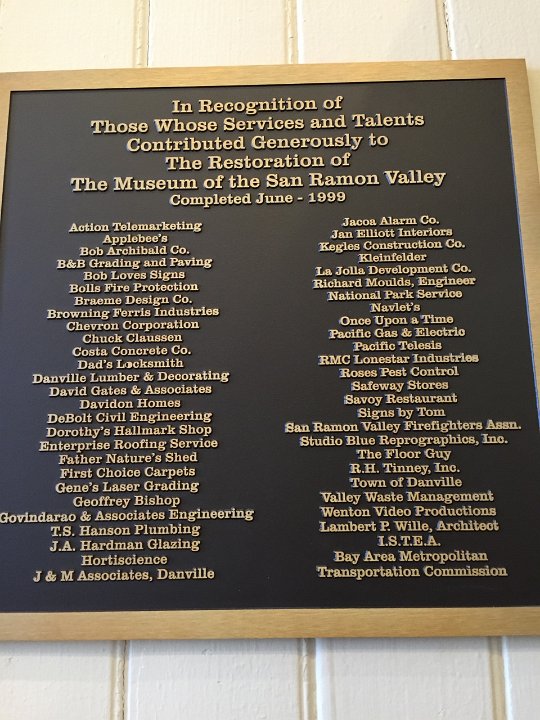 In Recognition of
Those Whose Services and Talents
Contributed Generously to
The Restoration of
The Museum of the San Ramon Valley
Completed June - 1999
Action Telemarketing
Applebee's
Bob Archibald Co.
B&B Grading and Paving
Bob Loves Signs
Bolls Fire Protection
Braeme Design Co.
Browning Ferris Industries
Chevron Corporation
Chuck Claussen
Costa Concrete Co.
Dad's Locksmith
Danville Lumber & Decorating
David Gates & Associates
Davidon Homes
DeBolt Civil Engineering
Dorothy's Hallmark Shop
Enterprise Roofing Service
Father Nature's Shed
First Choice Carpets
Gene's Laser Grading
Geoffrey Bishop
Govindarao & Associates Engineering
T.S. Hanson Plumbing
J.A. Hardman Glazing
Hortiscience
J & M Associates, Danville
Jacoa Alarm Co.
Jan Elliott Interiors
Kegles Construction Co.
Kleinfelder
La Jolla Development Co.
Richard Moulds, Engineer
National Park Service
Navlet's
Once Upon a Time
Pacific Gas & Electric
Pacific Telesis
RMC Lonestar Industries
Roses Pest Control
Safeway Stores
Savoy Restaurant
Signs by Tom
San Ramon Valley Firefighters Assn.
Studio Blue Reprographics, Inc.
The Floor Guy
R.H. Tinney, Inc.
Town of Danville
Valley Waste Management
Wenton Video Productions
Lambert P. Wille, Architect
I.S.T.E.A.
Bay Area Metropolitan
Transportation Commission